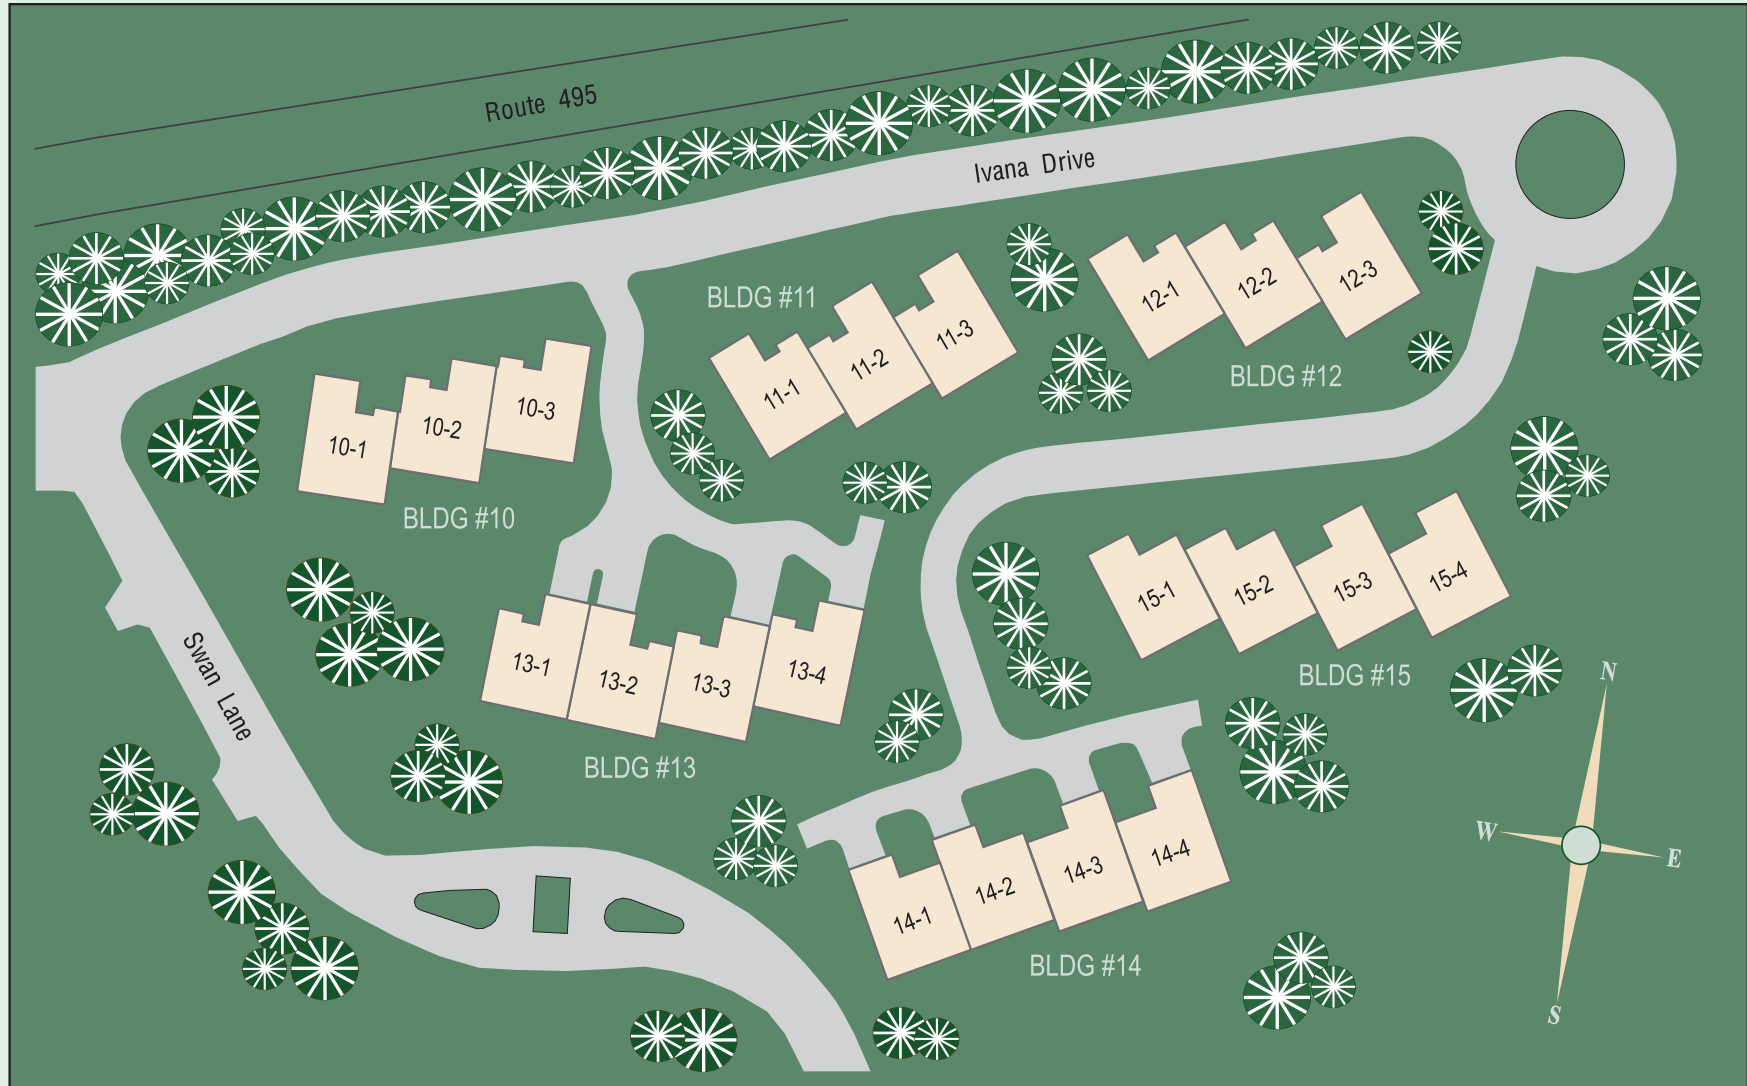 Route 495
Ivana Drive
BLDG #11
11-1
11-2
11-3
12-1
12-2
12-3
BLDG #12
10-1
10-2
10-3
BLDG #10
15-1
15-2
15-3
15-4
BLDG #15
13-1
13-2
13-3
13-4
BLDG #13
Swan Lane
14-1
14-2
14-3
14-4
BLDG #14
N
W
E
S